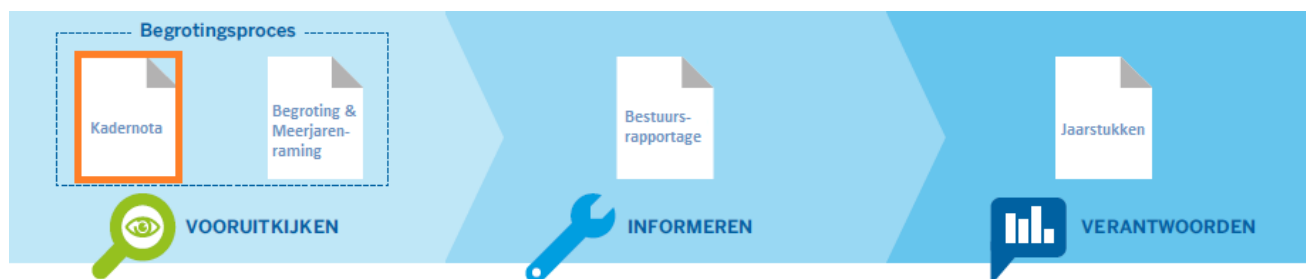 Begrotingsproces
Kadernota
Begroting &
Meerjaren-
raming
VOORUITKIJKEN
Bestuurs-
rapportage
INFORMEREN
Jaarstukken
VERANTWOORDEN